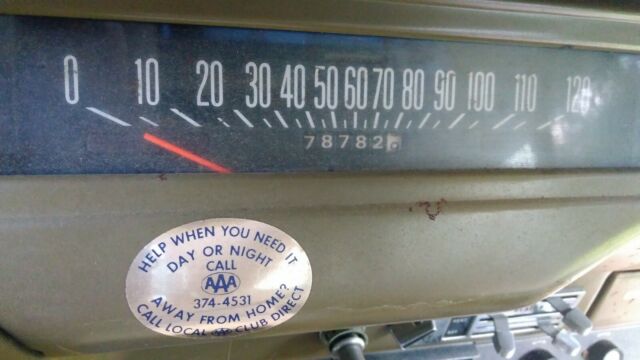 0 10 20 30 40 50 60 70 80 90 100 110 120
78782
HELP WHEN YOU NEED IT
DAY OR NIGHT
CALL
AAA
374-4531
AWAY FROM HOME?
CALL LOCAL AAA CLUB DIRECT